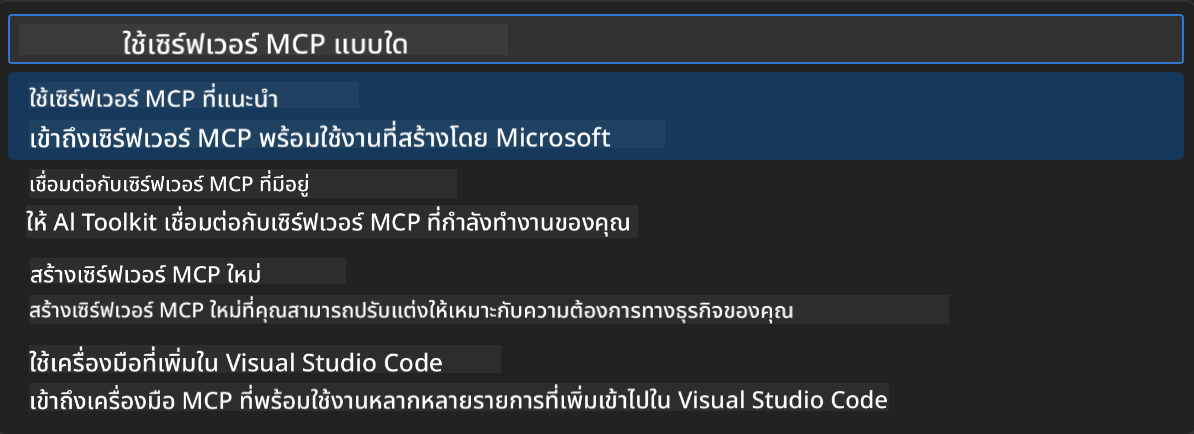 ใช้เซิร์ฟเวอร์ MCP แบบใด
ใช้เซิร์ฟเวอร์ MCP ที่แนะนำ
เข้าถึงเซิร์ฟเวอร์ MCP พร้อมใช้งานที่สร้างโดย Microsoft
เชื่อมต่อกับเซิร์ฟเวอร์ MCP ที่มีอยู่
ให้ Al Toolkit เชื่อมต่อกับเซิร์ฟเวอร์ MCP ที่กำลังทำงานของคุณ
สร้างเซิร์ฟเวอร์ MCP ใหม่
สร้างเซิร์ฟเวอร์ MCP ใหม่ที่คุณสามารถปรับแต่งให้เหมาะกับความต้องการทางธุรกิจของคุณ
ใช้เครื่องมือที่เพิ่มใน Visual Studio Code
เข้าถึงเครื่องมือ MCP ที่พร้อมใช้งานหลากหลายรายการที่เพิ่มเข้าไปใน Visual Studio Code